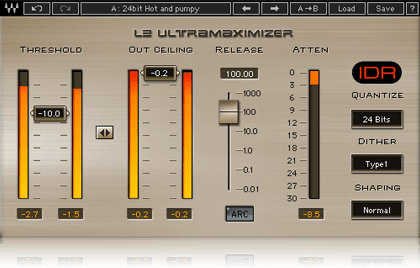 A: 24bit Hot and pumpy
A→B
Load
Save
?
L2 ULTRAMAXIMIZER
THRESHOLD
OUT CEILING
RELEASE
ATTEN
-10.0
-0.2
100.00
1000
100
10.0
1.0
0.1
0.01
0
3
6
9
12
15
18
21
24
27
30
IDR
QUANTIZE
24 Bits
DITHER
Type1
SHAPING
Normal
-2.7
-1.5
-0.2
-0.2
ARC
-8.5